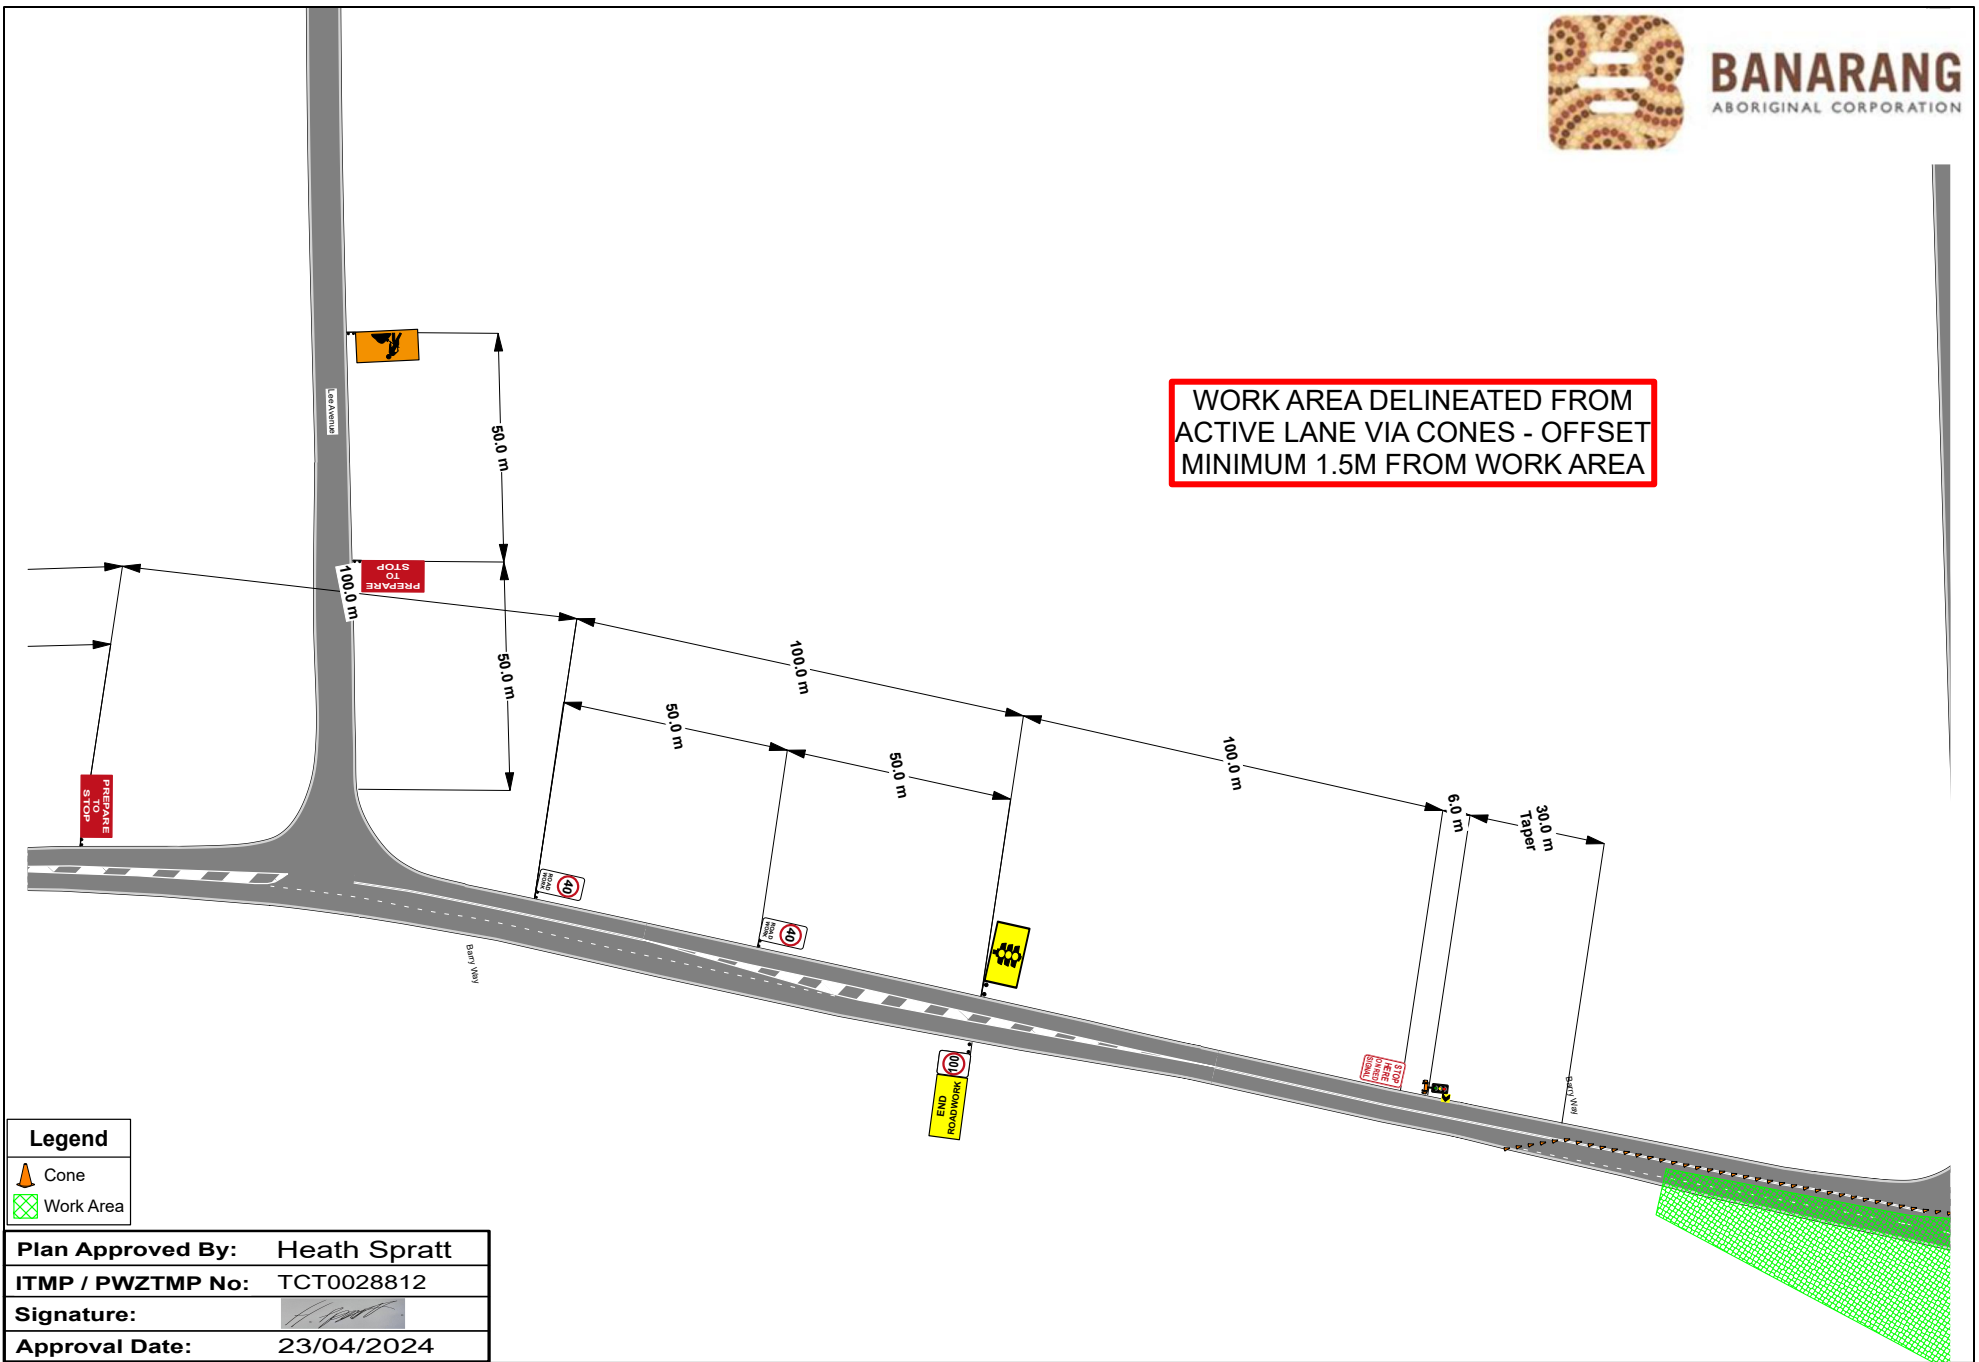 BANARANG
ABORIGINAL CORPORATION
WORK AREA DELINEATED FROM
ACTIVE LANE VIA CONES - OFFSET
MINIMUM 1.5M FROM WORK AREA
Lee Avenue
50.0 m
PREPARE
TO
STOP
100.0 m
50.0 m
100.0 m
50.0 m
50.0 m
100.0 m
6.0 m
30.0 m
Taper
PREPARE
TO
STOP
ROAD
WORK
40
ROAD
WORK
40
Barry Way
100
END
ROADWORK
STOP
HERE
ON RED
SIGNAL
Barry Way
Legend
Cone
Work Area
Plan Approved By: Heath Spratt
ITMP / PWZTMP No: TCT0028812
Signature:
Approval Date: 23/04/2024